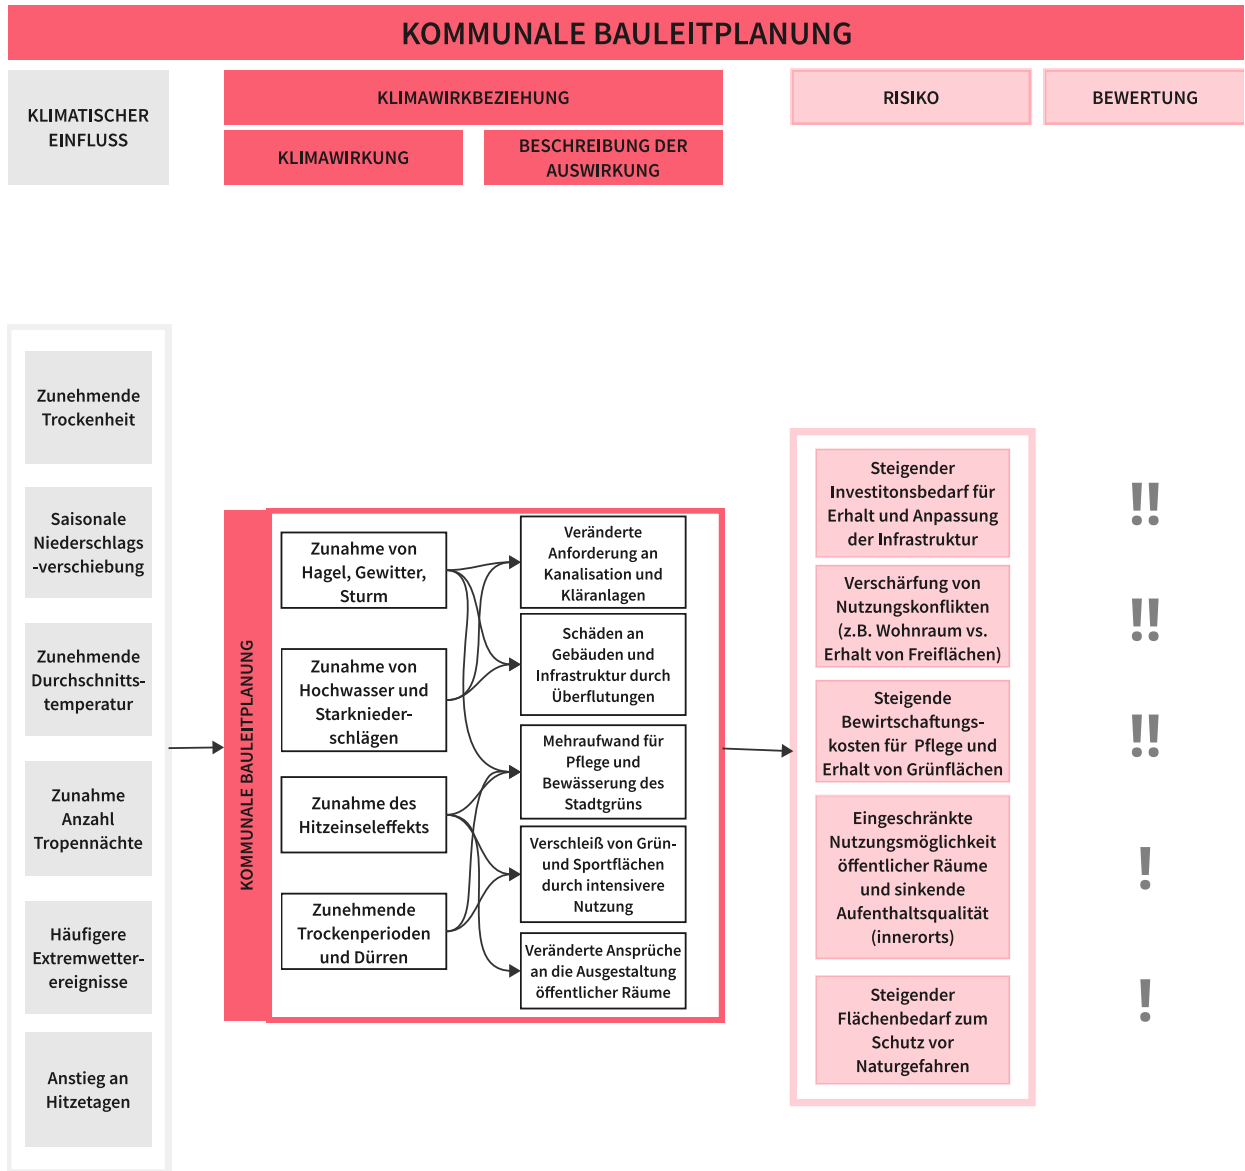 KOMMUNALE BAULEITPLANUNG
KLIMATISCHER
EINFLUSS
KLIMAWIRKBEZIEHUNG
KLIMAWIRKUNG
BESCHREIBUNG DER
AUSWIRKUNG
RISIKO
BEWERTUNG
Zunehmende
Trockenheit
Saisonale
Niederschlags
-verschiebung
Zunehmende
Durchschnitts-
temperatur
Zunahme
Anzahl
Tropennächte
Häufigere
Extremwetter-
ereignisse
Anstieg an
Hitzetagen
KOMMUNALE BAULEITPLANUNG
Zunahme von
Hagel, Gewitter,
Sturm
Zunahme von
Hochwasser und
Starknieder-
schlägen
Zunahme des
Hitzeinseleffekts
Zunehmende
Trockenperioden
und Dürren
Veränderte
Anforderung an
Kanalisation und
Kläranlagen
Schäden an
Gebäuden und
Infrastruktur durch
Überflutungen
Mehraufwand für
Pflege und
Bewässerung des
Stadtgrüns
Verschleiß von Grün-
und Sportflächen
durch intensivere
Nutzung
Veränderte Ansprüche
an die Ausgestaltung
öffentlicher Räume
Steigender
Investitonsbedarf für
Erhalt und Anpassung
der Infrastruktur
!!
Verschärfung von
Nutzungskonflikten
(z.B. Wohnraum vs.
Erhalt von Freiflächen)
!!
Steigende
Bewirtschaftungs-
kosten für Pflege und
Erhalt von Grünflächen
!!
Eingeschränkte
Nutzungsmöglichkeit
öffentlicher Räume
und sinkende
Aufenthaltsqualität
(innerorts)
!
Steigender
Flächenbedarf zum
Schutz vor
Naturgefahren
!